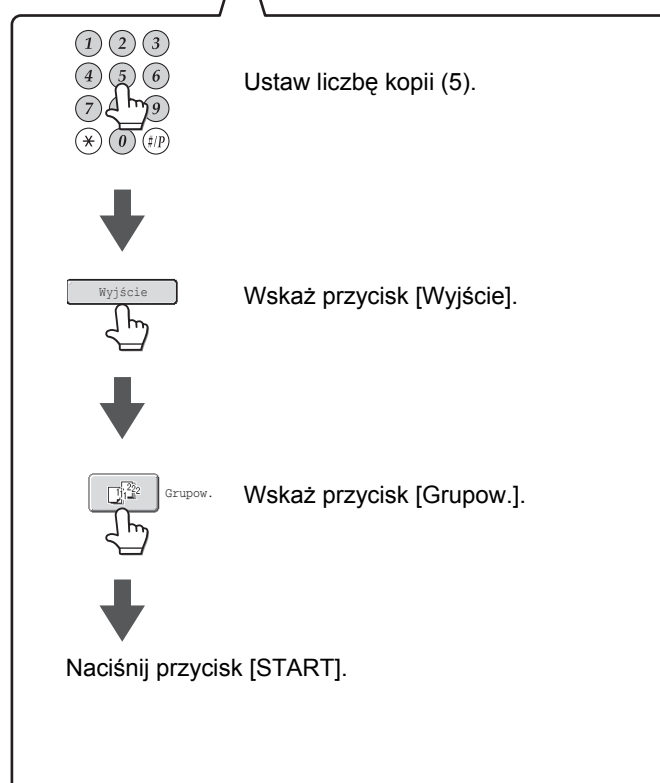 1 2 3
4 5 6
7 9
* 0 #/P
Ustaw liczbę kopii (5).
Wyjście
Wskaż przycisk [Wyjście].
Grupow.
Wskaż przycisk [Grupow.].
Naciśnij przycisk [START].